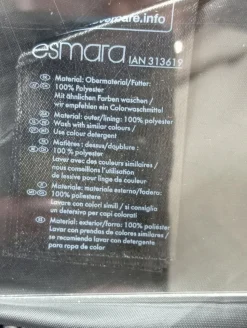 ware.info
esmara IAN 313619
Material: Obermaterial/Futter:
100% Polyester
Mit ähnlichen Farben waschen /
wir empfehlen ein Colorwaschmittel
Material: outer/lining: 100% polyester
Wash with similar colours /
Use colour detergent
Matières : dessus/doublure :
100 % polyester
Laver avec des couleurs similaires /
nous conseillons l'utilisation
de lessive pour linge de couleur
Materiale: materiale esterno/fodera:
100% poliestere
Lavare con colori simili / si consiglia
un detersivo per capi colorati
Material: exterior/forro: 100% poliéster
Lavar con prendas de colores similares /
se recomienda lavar con detergente
para ropa de color